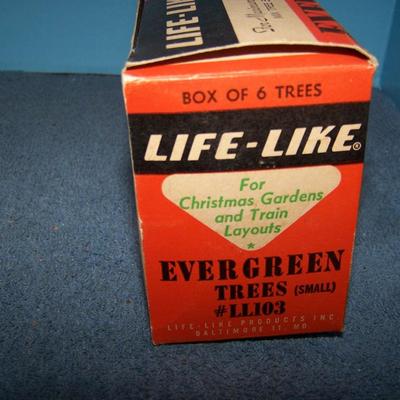 LIFE-LIKE
BOX OF 6 TREES
LIFE-LIKE®
For
Christmas Gardens
and Train
Layouts
*
EVERGREEN
TREES (SMALL)
#LL103
LIFE-LIKE PRODUCTS INC.
BALTIMORE 11, MD